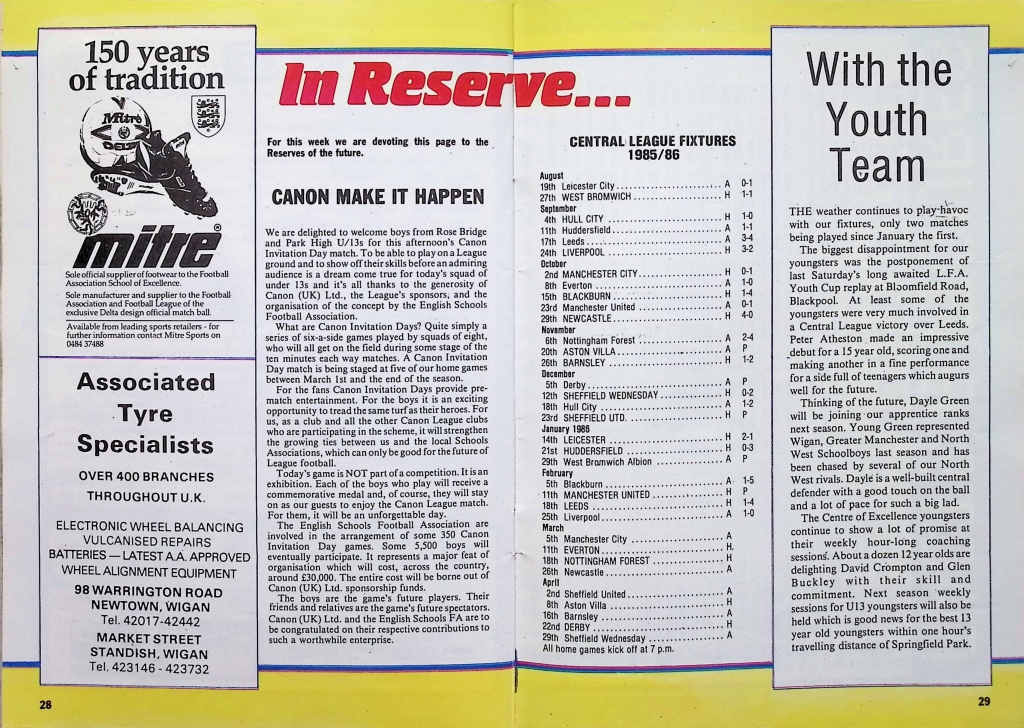 150 years
of tradition
Mitre
DELTA
mitre®
Sole official supplier of footwear to the Football
Association School of Excellence.
Sole manufacturer and supplier to the Football
Association and Football League of the
exclusive Delta design official match ball.
Available from leading sports retailers - for
further information contact Mitre Sports on
0484 37488
Associated
Tyre
Specialists
OVER 400 BRANCHES
THROUGHOUT U.K.
ELECTRONIC WHEEL BALANCING
VULCANISED REPAIRS
BATTERIES — LATEST A.A. APPROVED
WHEEL ALIGNMENT EQUIPMENT
98 WARRINGTON ROAD
NEWTOWN, WIGAN
Tel. 42017-42442
MARKET STREET
STANDISH, WIGAN
Tel. 423146 - 423732
28
In Reserve...
For this week we are devoting this page to the
Reserves of the future.
CANON MAKE IT HAPPEN
We are delighted to welcome boys from Rose Bridge
and Park High U/13s for this afternoon's Canon
Invitation Day match. To be able to play on a League
ground and to show off their skills before an admiring
audience is a dream come true for today's squad of
under 13s and it's all thanks to the generosity of
Canon (UK) Ltd., the League's sponsors, and the
organisation of the concept by the English Schools
Football Association.
What are Canon Invitation Days? Quite simply a
series of six-a-side games played by squads of eight,
who will all get on the field during some stage of the
ten minutes each way matches. A Canon Invitation
Day match is being staged at five of our home games
between March 1st and the end of the season.
For the fans Canon Invitation Days provide pre-
match entertainment. For the boys it is an exciting
opportunity to tread the same turf as their heroes. For
us, as a club and all the other Canon League clubs
who are participating in the scheme, it will strengthen
the growing ties between us and the local Schools
Associations, which can only be good for the future of
League football.
Today's game is NOT part of a competition. It is an
exhibition. Each of the boys who play will receive a
commemorative medal and, of course, they will stay
on as our guests to enjoy the Canon League match.
For them, it will be an unforgettable day.
The English Schools Football Association are
involved in the arrangement of some 350 Canon
Invitation Day games. Some 5,500 boys will
eventually participate. It represents a major feat of
organisation which will cost, across the country,
around £30,000. The entire cost will be borne out of
Canon (UK) Ltd. sponsorship funds.
The boys are the game's future players. Their
friends and relatives are the game's future spectators.
Canon (UK) Ltd. and the English Schools FA are to
be congratulated on their respective contributions to
such a worthwhile enterprise.
CENTRAL LEAGUE FIXTURES
1985/86
August
19th Leicester City ........................ A 0-1
27th WEST BROMWICH ........................ H 1-1
September
4th HULL CITY ........................ H 1-0
11th Huddersfield ........................ A 1-1
17th Leeds ........................ A 3-4
24th LIVERPOOL ........................ H 3-2
October
2nd MANCHESTER CITY ........................ H 0-1
8th Everton ........................ A 1-0
15th BLACKBURN ........................ H 1-4
23rd Manchester United ........................ A 0-1
29th NEWCASTLE ........................ H 4-0
November
6th Nottingham Forest ........................ A 2-4
20th ASTON VILLA ........................ A P
26th BARNSLEY ........................ H 1-2
December
5th Derby ........................ A P
12th SHEFFIELD WEDNESDAY ........................ H 0-2
18th Hull City ........................ A 1-2
23rd SHEFFIELD UTD. ........................ H P
January 1986
14th LEICESTER ........................ H 2-1
21st HUDDERSFIELD ........................ H 0-3
29th West Bromwich Albion ........................ A P
February
5th Blackburn ........................ A 1-5
11th MANCHESTER UNITED ........................ H P
18th LEEDS ........................ H 1-4
25th Liverpool ........................ A 1-0
March
5th Manchester City ........................ A
11th EVERTON ........................ H
18th NOTTINGHAM FOREST ........................ H
26th Newcastle ........................ A
April
2nd Sheffield United ........................ A
8th Aston Villa ........................ H
16th Barnsley ........................ A
22nd DERBY ........................ H
29th Sheffield Wednesday ........................ A
All home games kick off at 7 p.m.
With the
Youth
Team
THE weather continues to play havoc
with our fixtures, only two matches
being played since January the first.
The biggest disappointment for our
youngsters was the postponement of
last Saturday's long awaited L.F.A.
Youth Cup replay at Bloomfield Road,
Blackpool. At least some of the
youngsters were very much involved in
a Central League victory over Leeds.
Peter Atheston made an impressive
debut for a 15 year old, scoring one and
making another in a fine performance
for a side full of teenagers which augurs
well for the future.
Thinking of the future, Dayle Green
will be joining our apprentice ranks
next season. Young Green represented
Wigan, Greater Manchester and North
West Schoolboys last season and has
been chased by several of our North
West rivals. Dayle is a well-built central
defender with a good touch on the ball
and a lot of pace for such a big lad.
The Centre of Excellence youngsters
continue to show a lot of promise at
their weekly hour-long coaching
sessions. About a dozen 12 year olds are
delighting David Crompton and Glen
Buckley with their skill and
commitment. Next season weekly
sessions for U13 youngsters will also be
held which is good news for the best 13
year old youngsters within one hour's
travelling distance of Springfield Park.
29